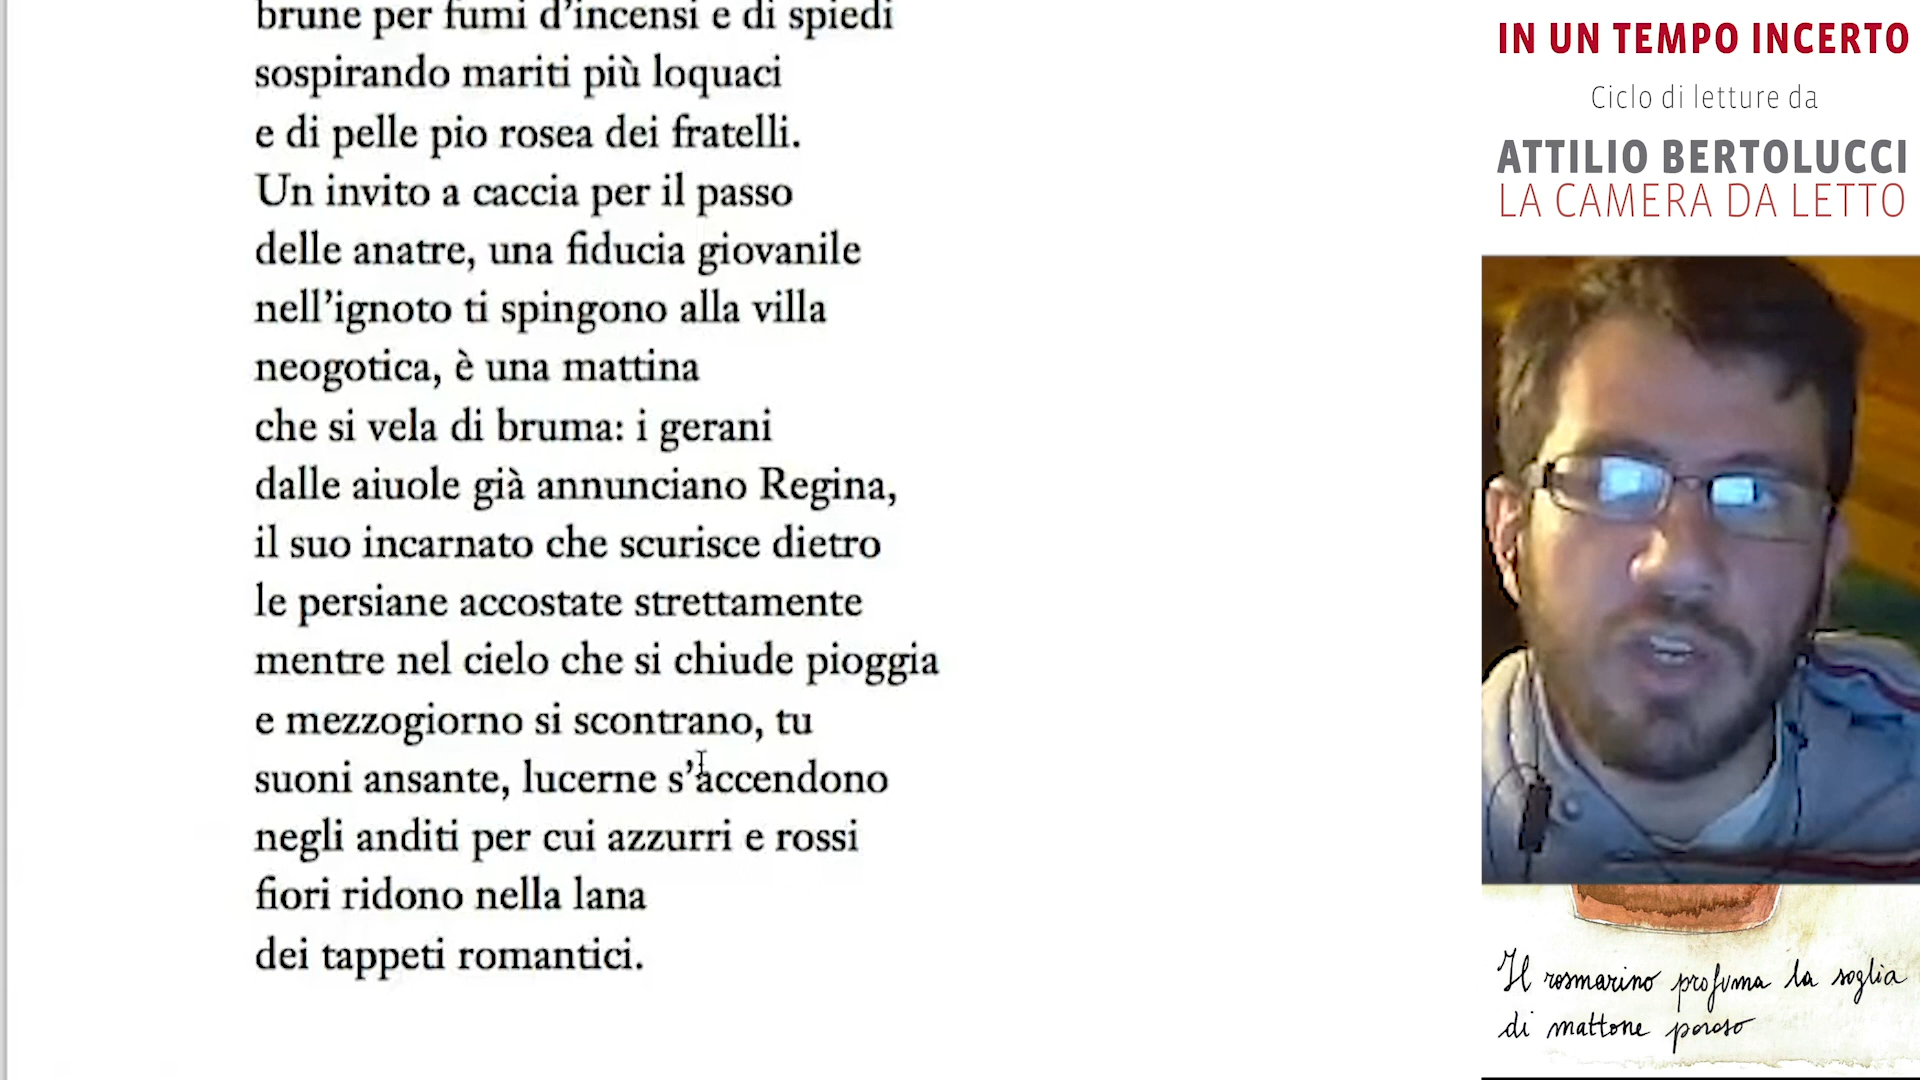 brune per fumi d’incensi e di spiedi
sospirando mariti più loquaci
e di pelle pio rosea dei fratelli.
Un invito a caccia per il passo
delle anatre, una fiducia giovanile
nell’ignoto ti spingono alla villa
neogotica, è una mattina
che si vela di bruma: i gerani
dalle aiuole già annunciano Regina,
il suo incarnato che scurisce dietro
le persiane accostate strettamente
mentre nel cielo che si chiude pioggia
e mezzogiorno si scontrano, tu
suoni ansante, lucerne s’accendono
negli anditi per cui azzurri e rossi
fiori ridono nella lana
dei tappeti romantici.
IN UN TEMPO INCERTO
Ciclo di letture da
ATTILIO BERTOLUCCI
LA CAMERA DA LETTO
Il rosmarino profuma la soglia
di mattone poroso